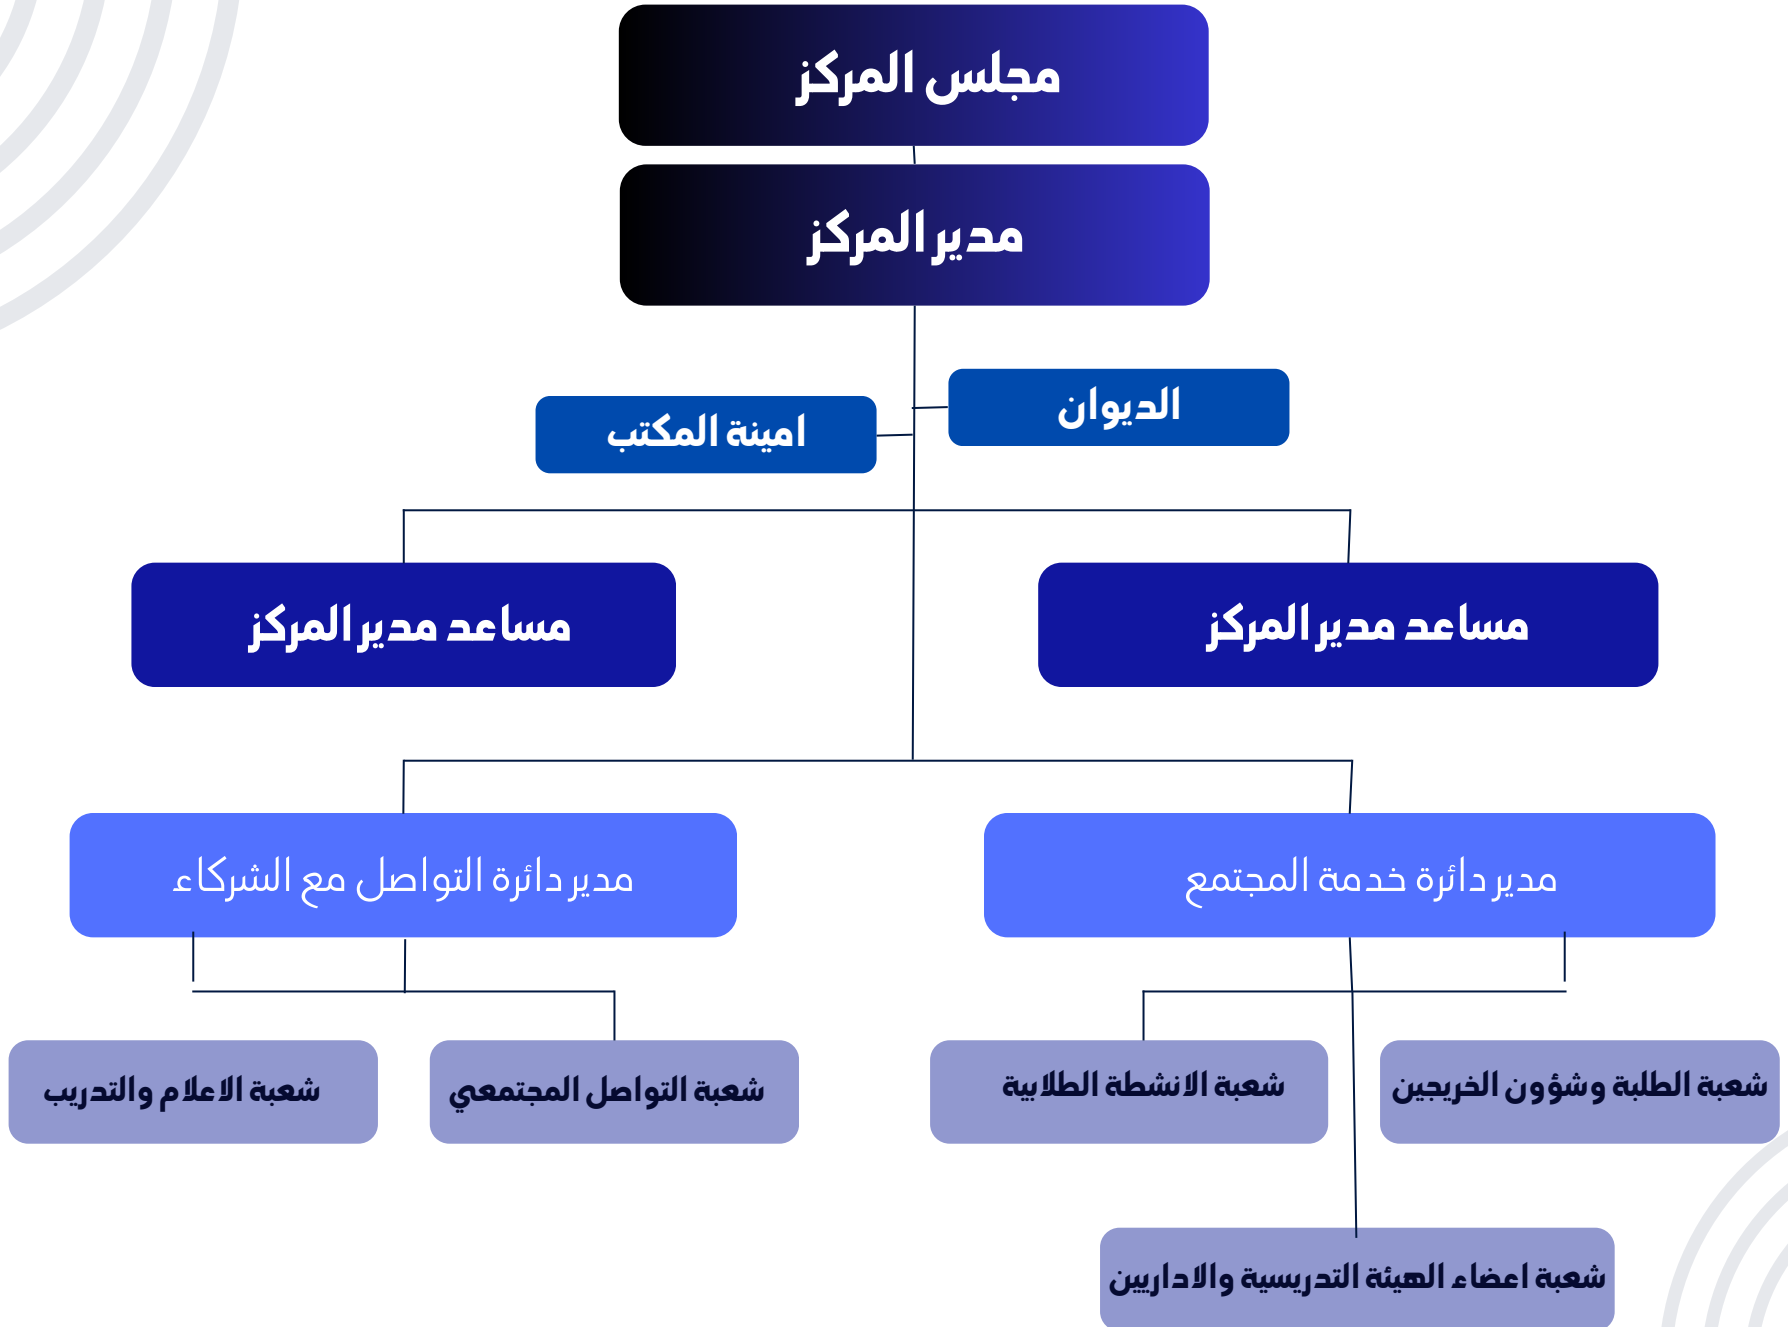 مجلس المركز
مدير المركز
الديوان
امينة المكتب
مساعد مدير المركز
مساعد مدير المركز
مدير دائرة خدمة المجتمع
مدير دائرة التواصل مع الشركاء
شعبة الطلبة وشؤون الخريجين
شعبة الانشطة الطلابية
شعبة التواصل المجتمعي
شعبة الاعلام والتدريب
شعبة اعضاء الهيئة التدريسية والاداريين